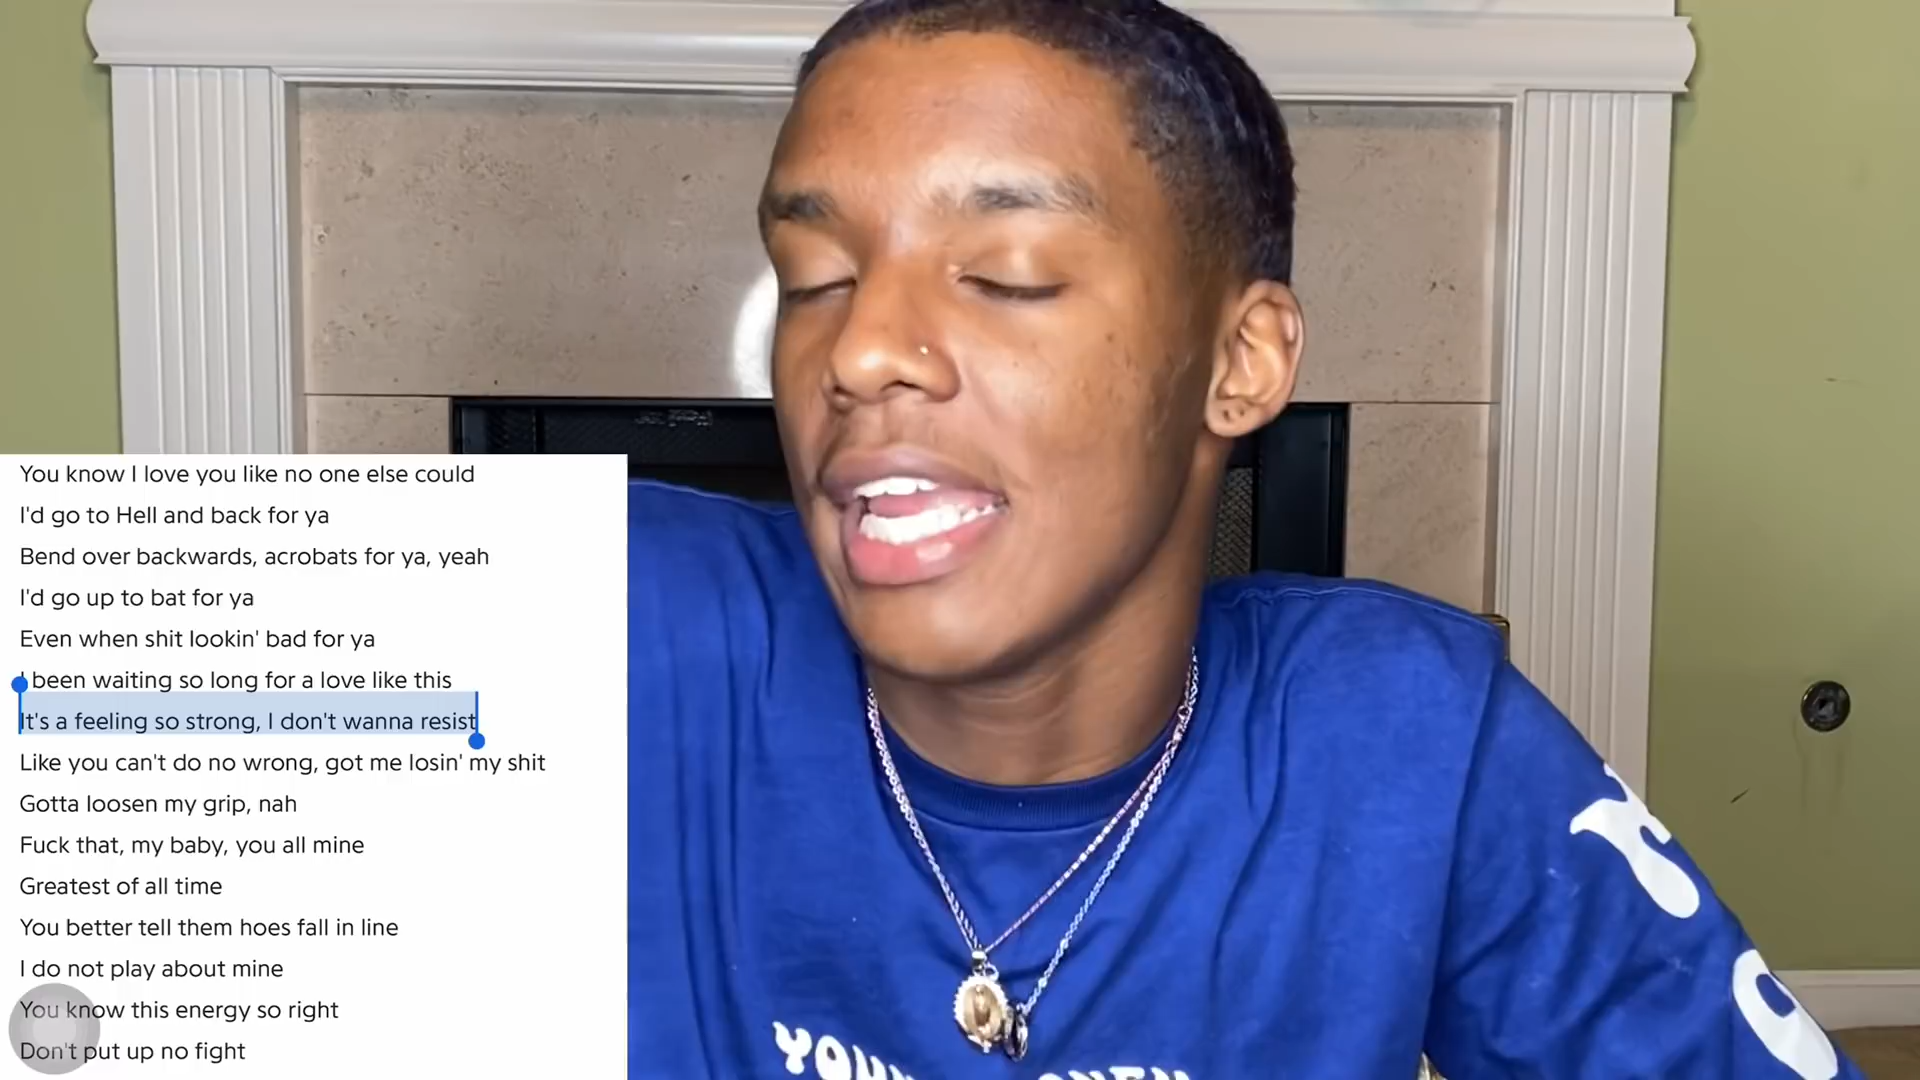 You know I love you like no one else could
I'd go to Hell and back for ya
Bend over backwards, acrobats for ya, yeah
I'd go up to bat for ya
Even when shit lookin' bad for ya
I been waiting so long for a love like this
It's a feeling so strong, I don't wanna resist
Like you can't do no wrong, got me losin' my shit
Gotta loosen my grip, nah
Fuck that, my baby, you all mine
Greatest of all time
You better tell them hoes fall in line
I do not play about mine
You know this energy so right
Don't put up no fight